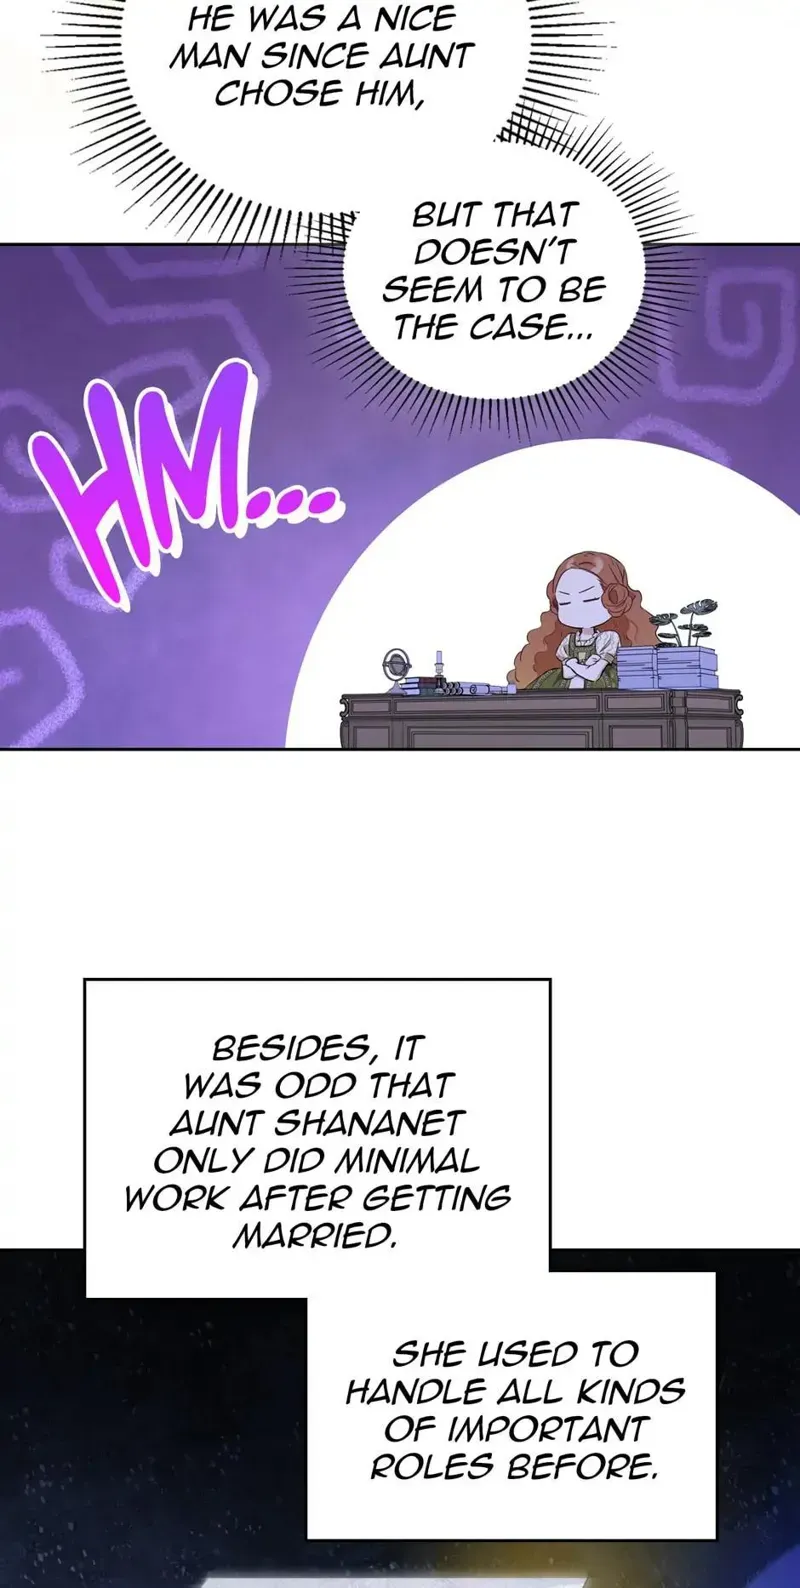 HE WAS A NICE
MAN SINCE AUNT
CHOSE HIM,
BUT THAT
DOESN'T
SEEM TO BE
THE CASE...
HM...
BESIDES, IT
WAS ODD THAT
AUNT SHANANET
ONLY DID MINIMAL
WORK AFTER GETTING
MARRIED.
SHE USED TO
HANDLE ALL KINDS
OF IMPORTANT
ROLES BEFORE.